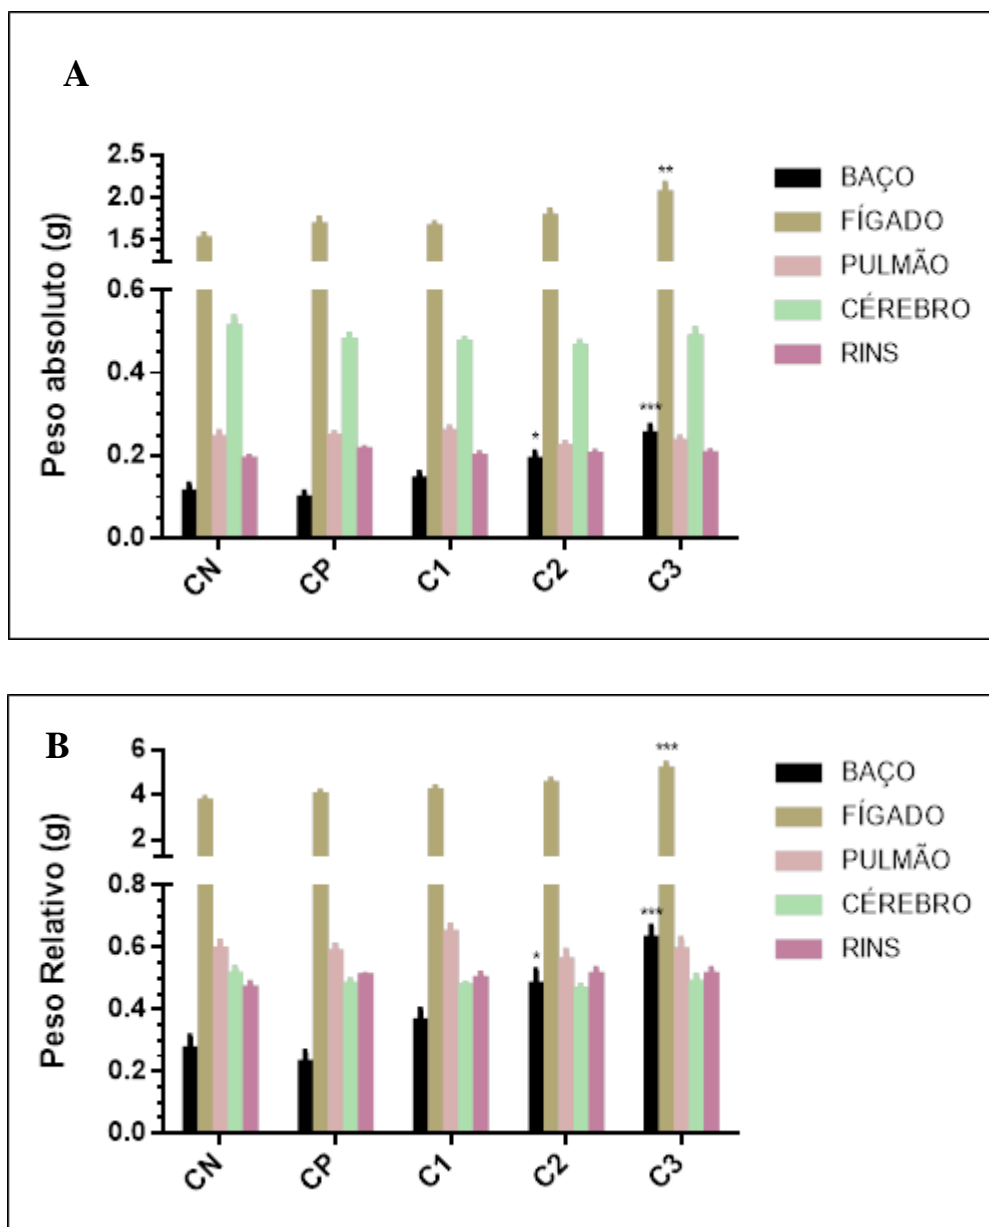 A
Peso absoluto (g)
2.5
2.0
1.5
0.6
0.4
0.2
0.0
**
***
*
CN CP C1 C2 C3
BAÇO
FÍGADO
PULMÃO
CÉREBRO
RINS
B
Peso Relativo (g)
6
4
2
0.8
0.6
0.4
0.2
0.0
***
***
*
CN CP C1 C2 C3
BAÇO
FÍGADO
PULMÃO
CÉREBRO
RINS